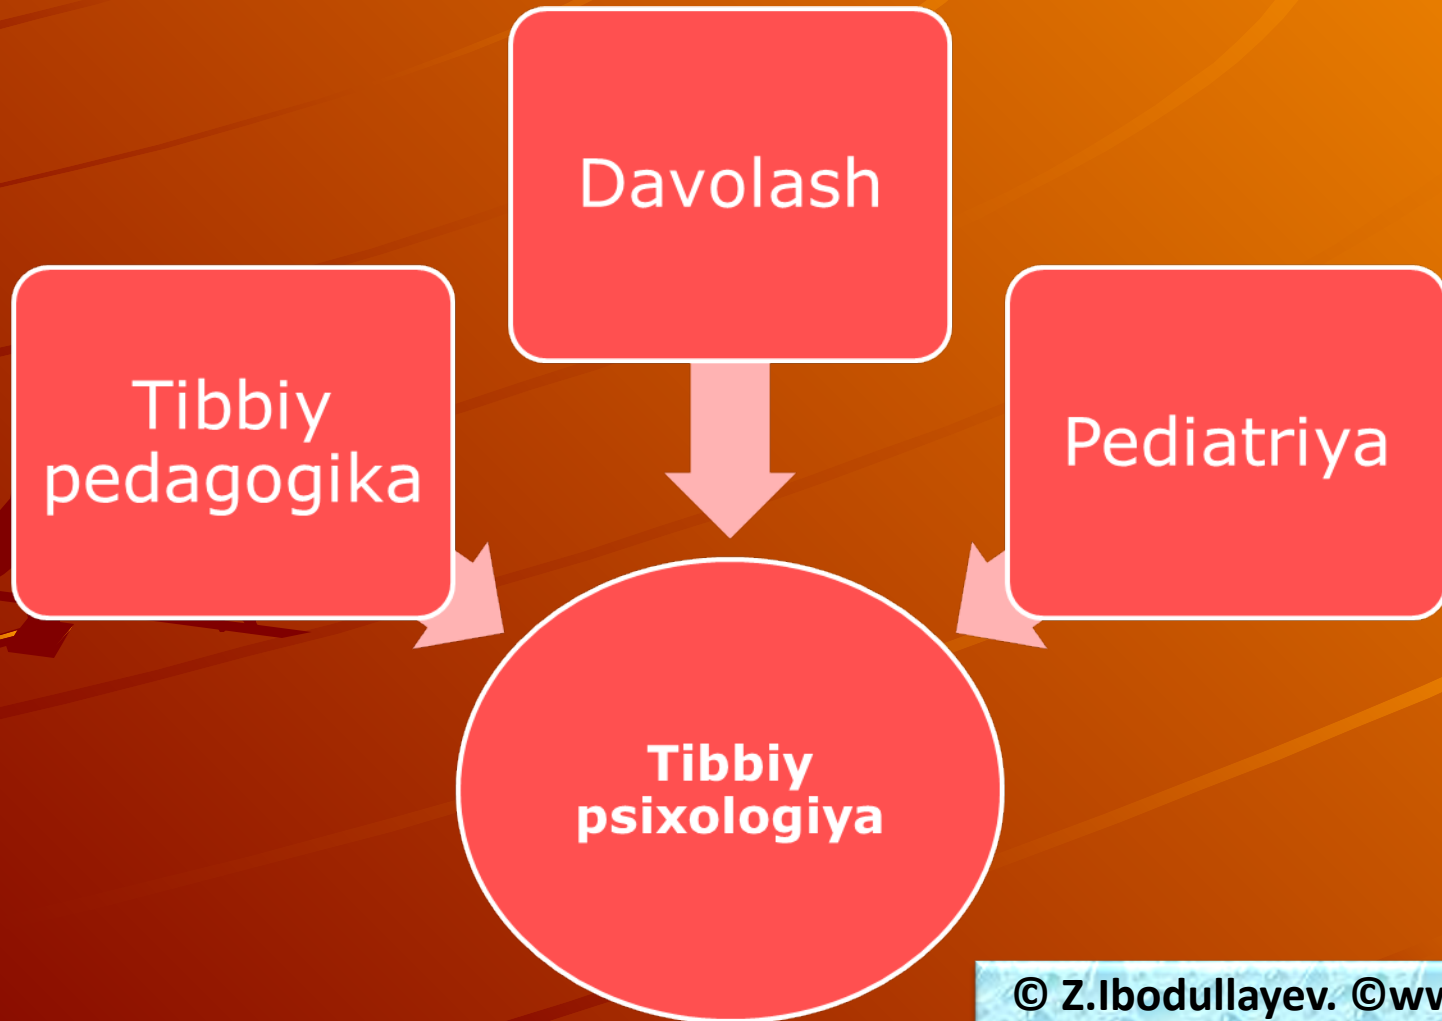 Davolash
Tibbiy
pedagogika
Pediatriya
Tibbiy
psixologiya
© Z.Ibodullayev. ©